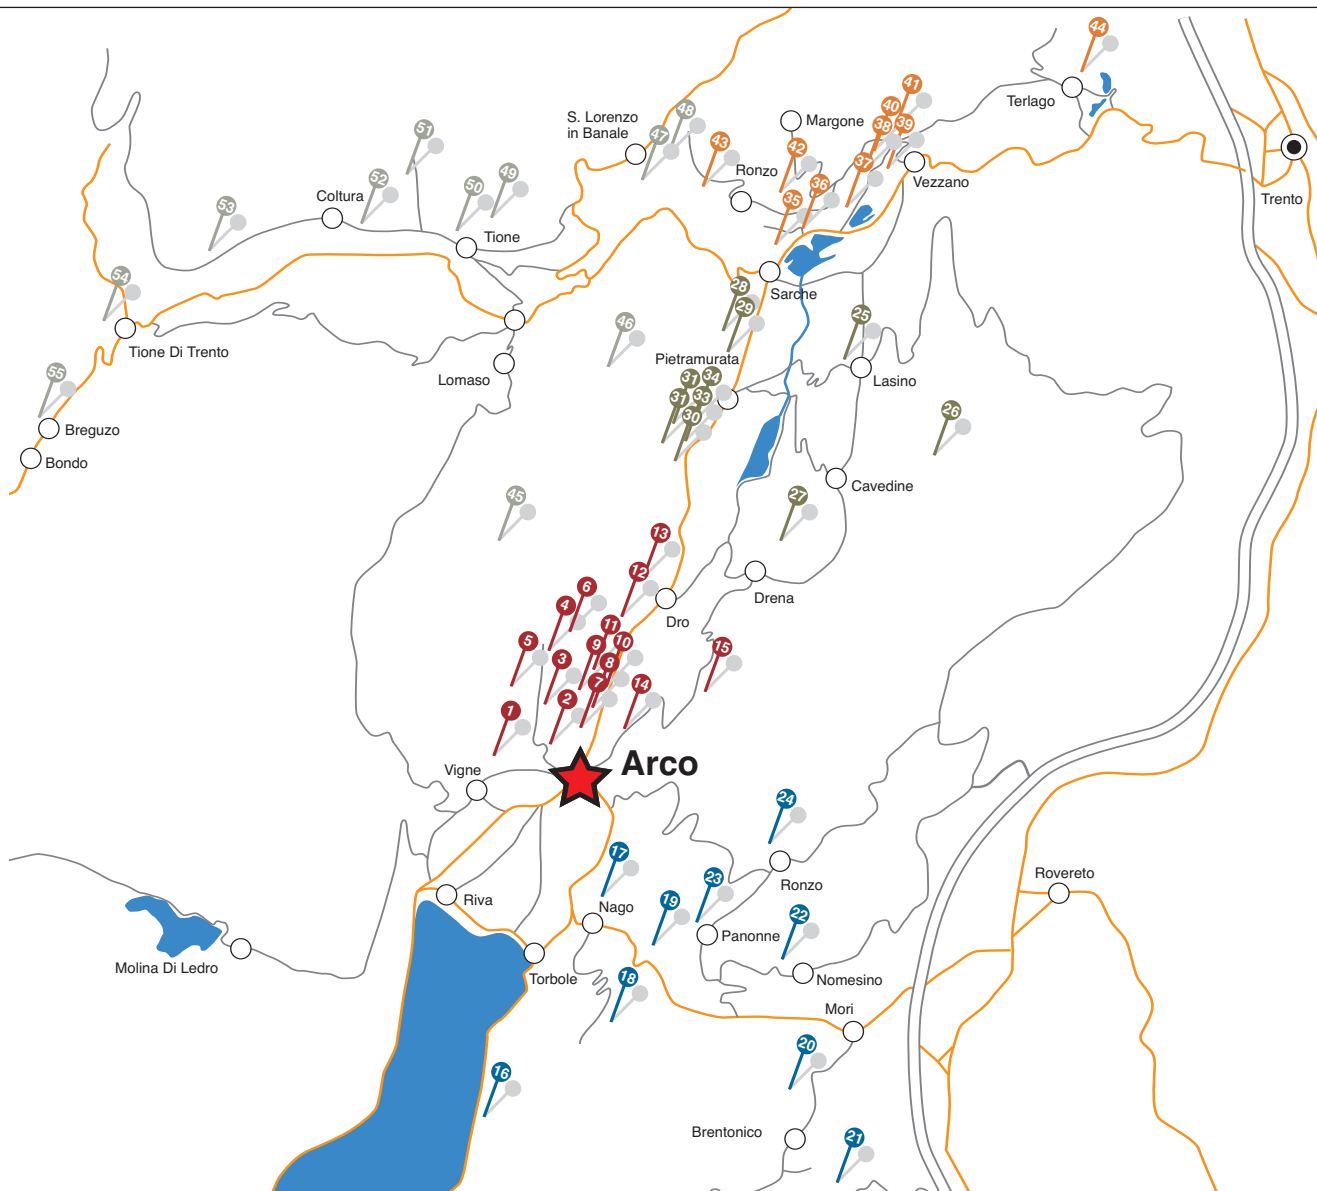 44
41
Terlago
40
S. Lorenzo
in Banale
48
Margone
38
39
51
47
43
42
Trento
37
Ronzo
Vezzano
52
49
36
50
35
Coltura
53
Tione
54
Sarche
28
29
25
46
Tione Di Trento
Pietramurata
55
Lomaso
31
34
Lasino
31
33
30
26
Breguzo
Bondo
Cavedine
45
27
13
12
6
Drena
4
Dro
11
5
9
10
15
3
8
7
14
2
1
Arco
Vigne
24
17
Ronzo
Rovereto
23
Riva
19
Nago
22
Panonne
Molina Di Ledro
Torbole
18
Nomesino
Mori
20
16
Brentonico
21